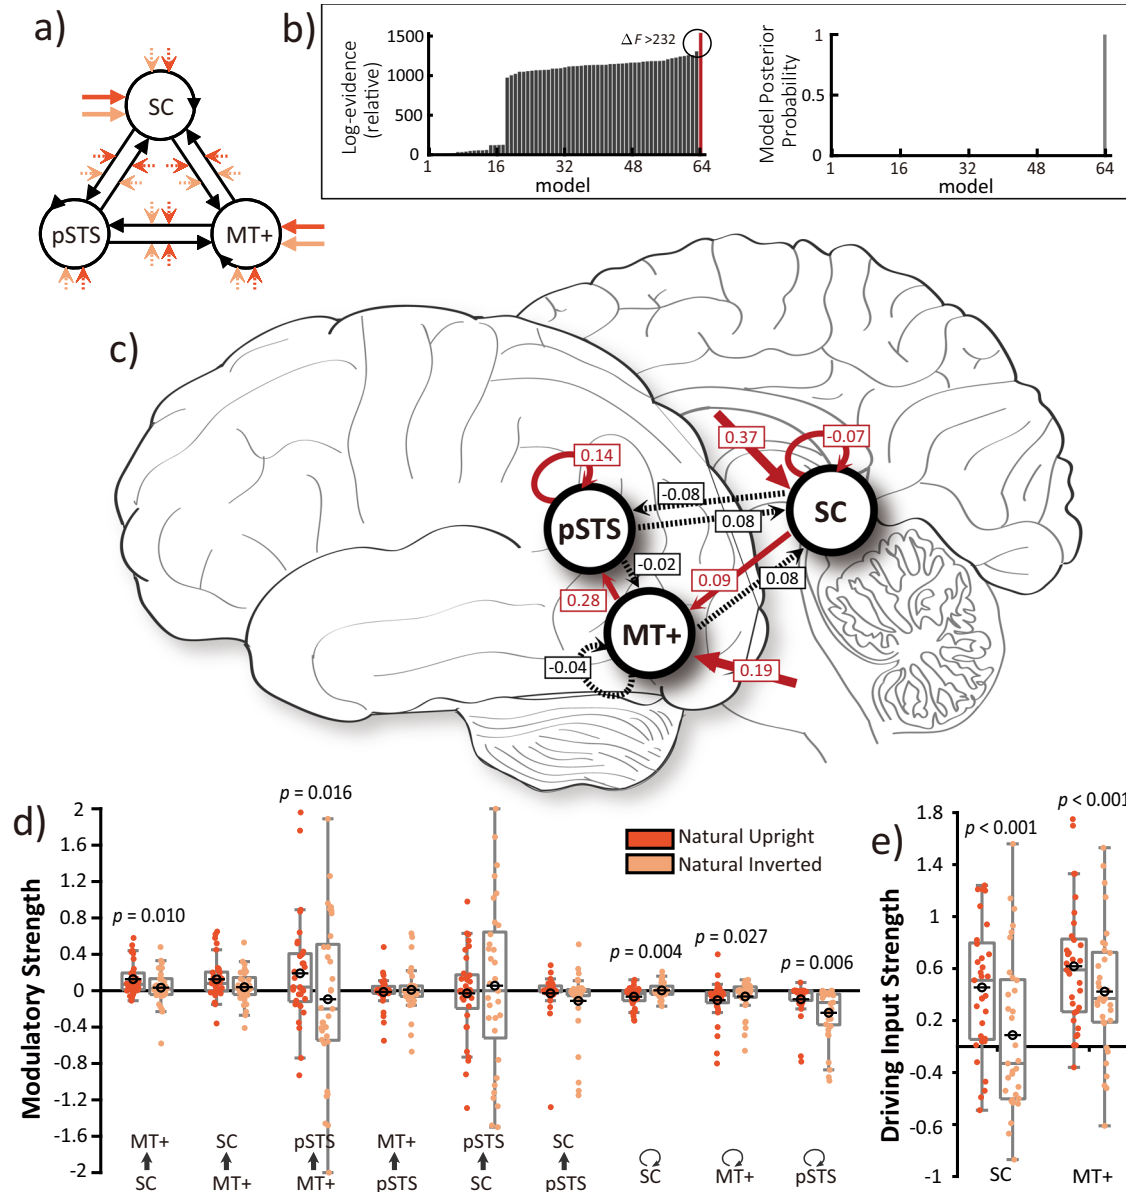 a)
SC
pSTS
MT+
b)
Log-evidence
(relative)
1500
1000
500
0
1
16
32
48
64
model
Δ F >232
Model Posterior
Probability
1
0.5
0
1
16
32
48
64
model
c)
0.37
-0.07
0.14
-0.08
SC
pSTS
0.08
-0.02
0.09
0.08
0.28
MT+
-0.04
0.19
d)
Modulatory Strength
2
1.6
1.2
0.8
0.4
0
-0.4
-0.8
-1.2
-1.6
-2
p = 0.010
p = 0.016
p = 0.004
p = 0.027
p = 0.006
Natural Upright
Natural Inverted
MT+
SC
SC
MT+
pSTS
MT+
MT+
pSTS
pSTS
SC
SC
pSTS
SC
MT+
pSTS
e)
Driving Input Strength
1.8
1.4
1
0.6
0.2
-0.4
-0.6
-1
p < 0.001
p < 0.001
SC
MT+